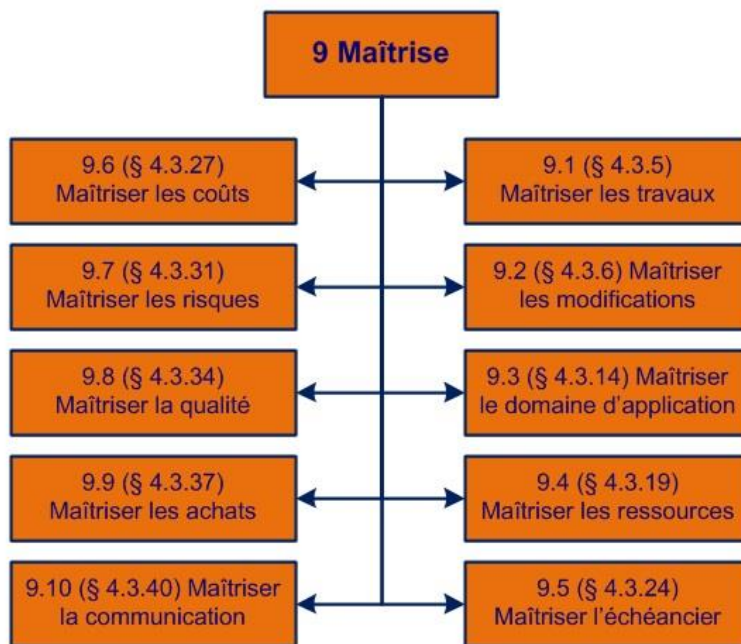 9 Maîtrise
9.6 (§ 4.3.27)
Maîtriser les coûts
9.1 (§ 4.3.5)
Maîtriser les travaux
9.7 (§ 4.3.31)
Maîtriser les risques
9.2 (§ 4.3.6) Maîtriser
les modifications
9.8 (§ 4.3.34)
Maîtriser la qualité
9.3 (§ 4.3.14) Maîtriser
le domaine d’application
9.9 (§ 4.3.37)
Maîtriser les achats
9.4 (§ 4.3.19)
Maîtriser les ressources
9.10 (§ 4.3.40) Maîtriser
la communication
9.5 (§ 4.3.24)
Maîtriser l’échéancier